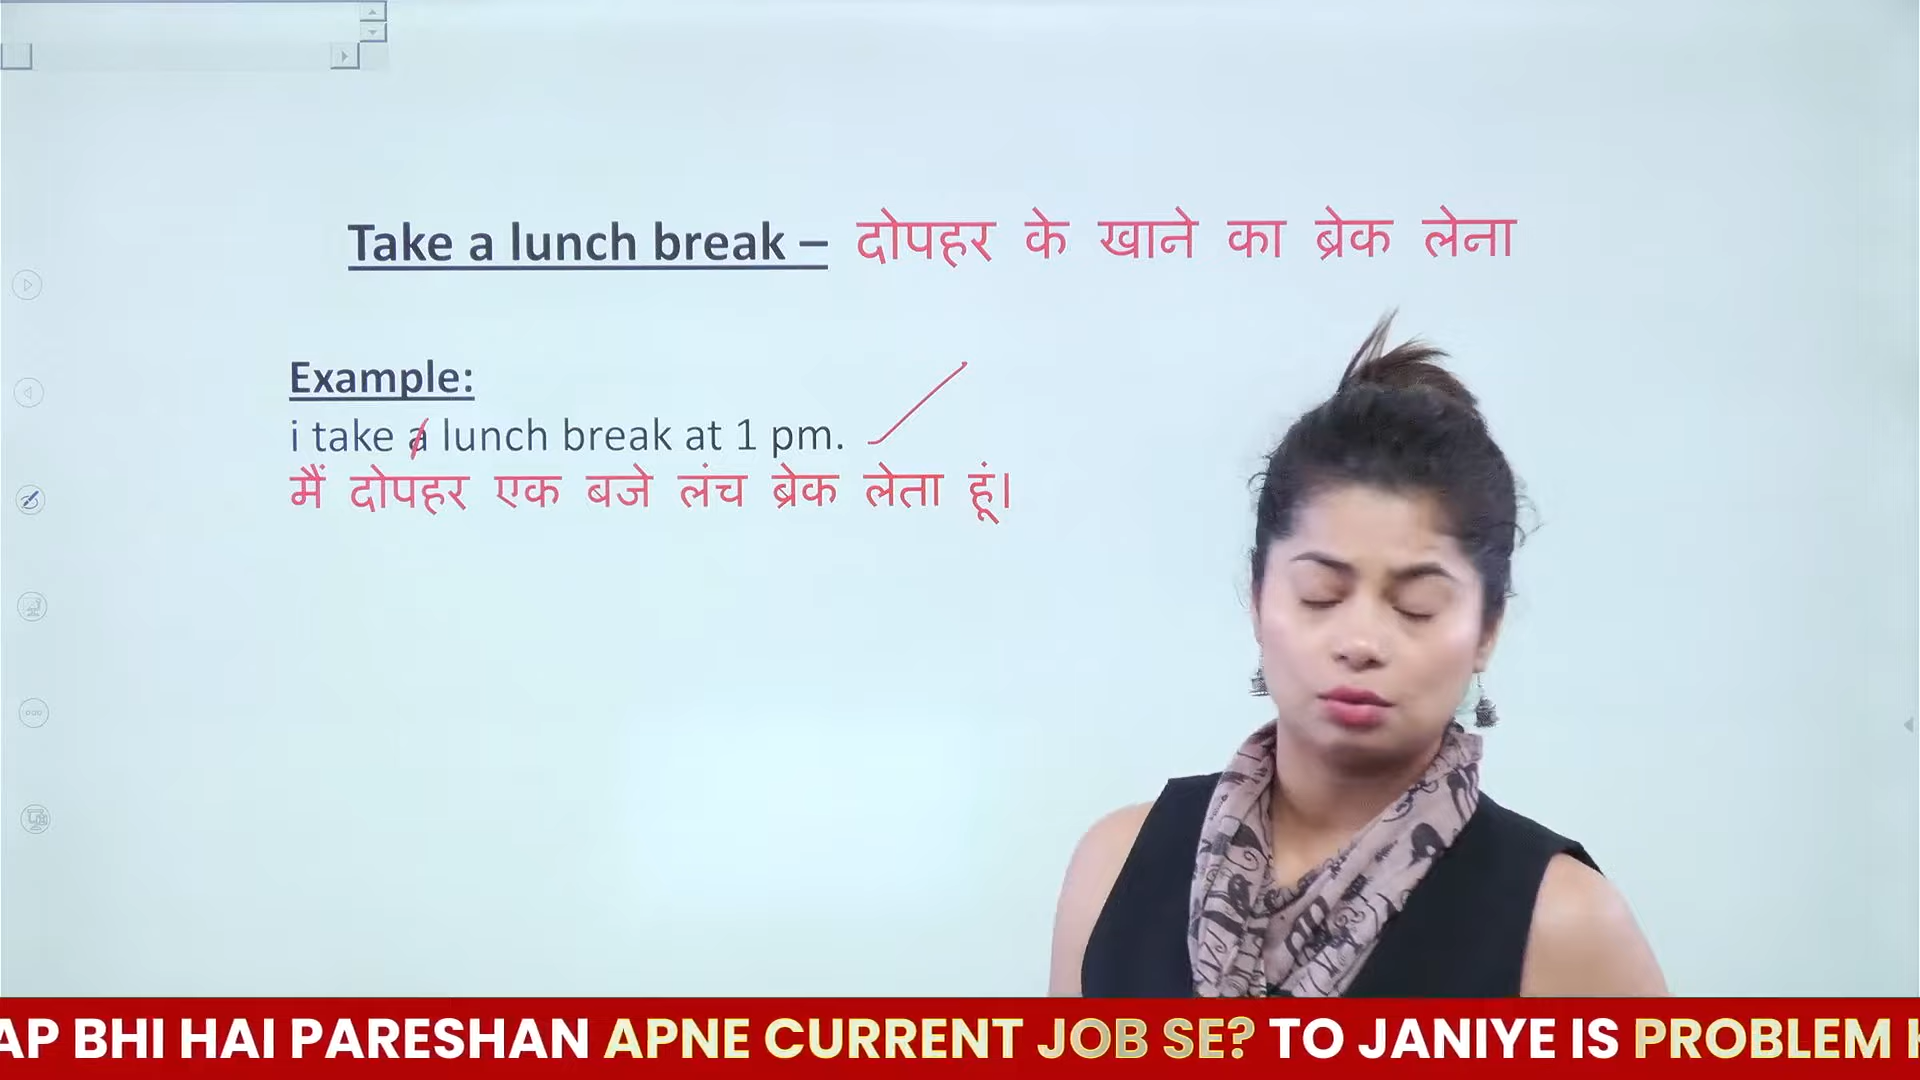 Take a lunch break – दोपहर के खाने का ब्रेक लेना
Example:
i take a lunch break at 1 pm.
मैं दोपहर एक बजे लंच ब्रेक लेता हूं।
AP BHI HAI PARESHAN APNE CURRENT JOB SE? TO JANIYE IS PROBLEM